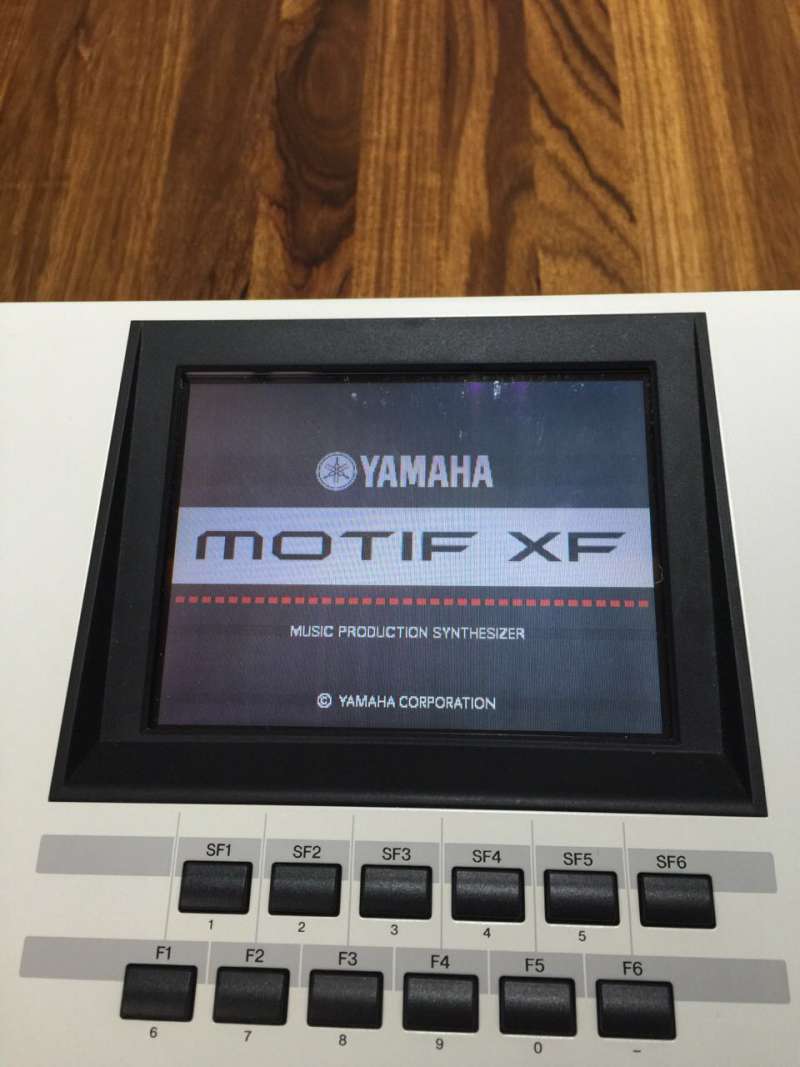 YAMAHA
MOTIF XF
MUSIC PRODUCTION SYNTHESIZER
© YAMAHA CORPORATION
SF1 SF2 SF3 SF4 SF5 SF6
1 2 3 4 5
F1 F2 F3 F4 F5 F6
6 7 8 9 0 –